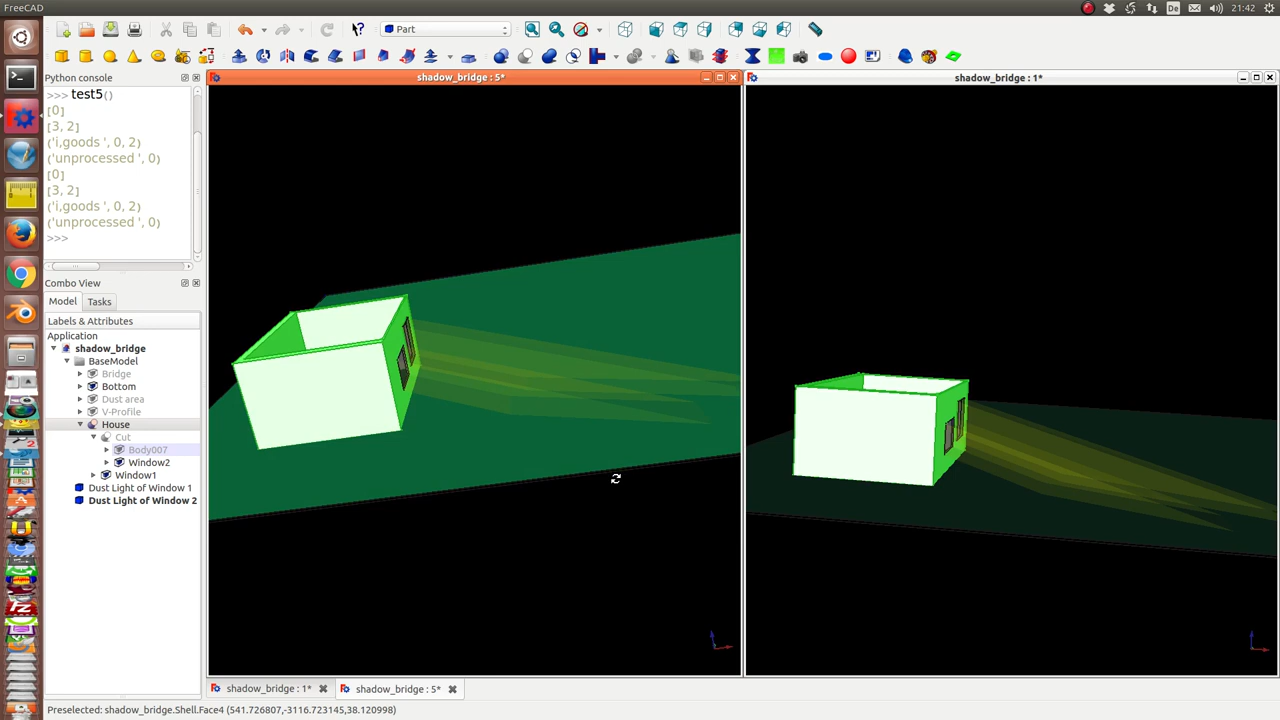 FreeCAD
De
21:42
Part
Python console
>>> test5()
[0]
[3, 2]
('i,goods ', 0, 2)
('unprocessed ', 0)
[0]
[3, 2]
('i,goods ', 0, 2)
('unprocessed ', 0)
>>>
Combo View
Model
Tasks
Labels & Attributes
Application
shadow_bridge
BaseModel
Bridge
Bottom
Dust area
V-Profile
House
Cut
Body007
Window2
Window1
Dust Light of Window 1
Dust Light of Window 2
shadow_bridge : 5*
shadow_bridge : 1*
shadow_bridge : 1*
shadow_bridge : 5*
Preselected: shadow_bridge.Shell.Face4 (541.726807,-3116.723145,38.120998)